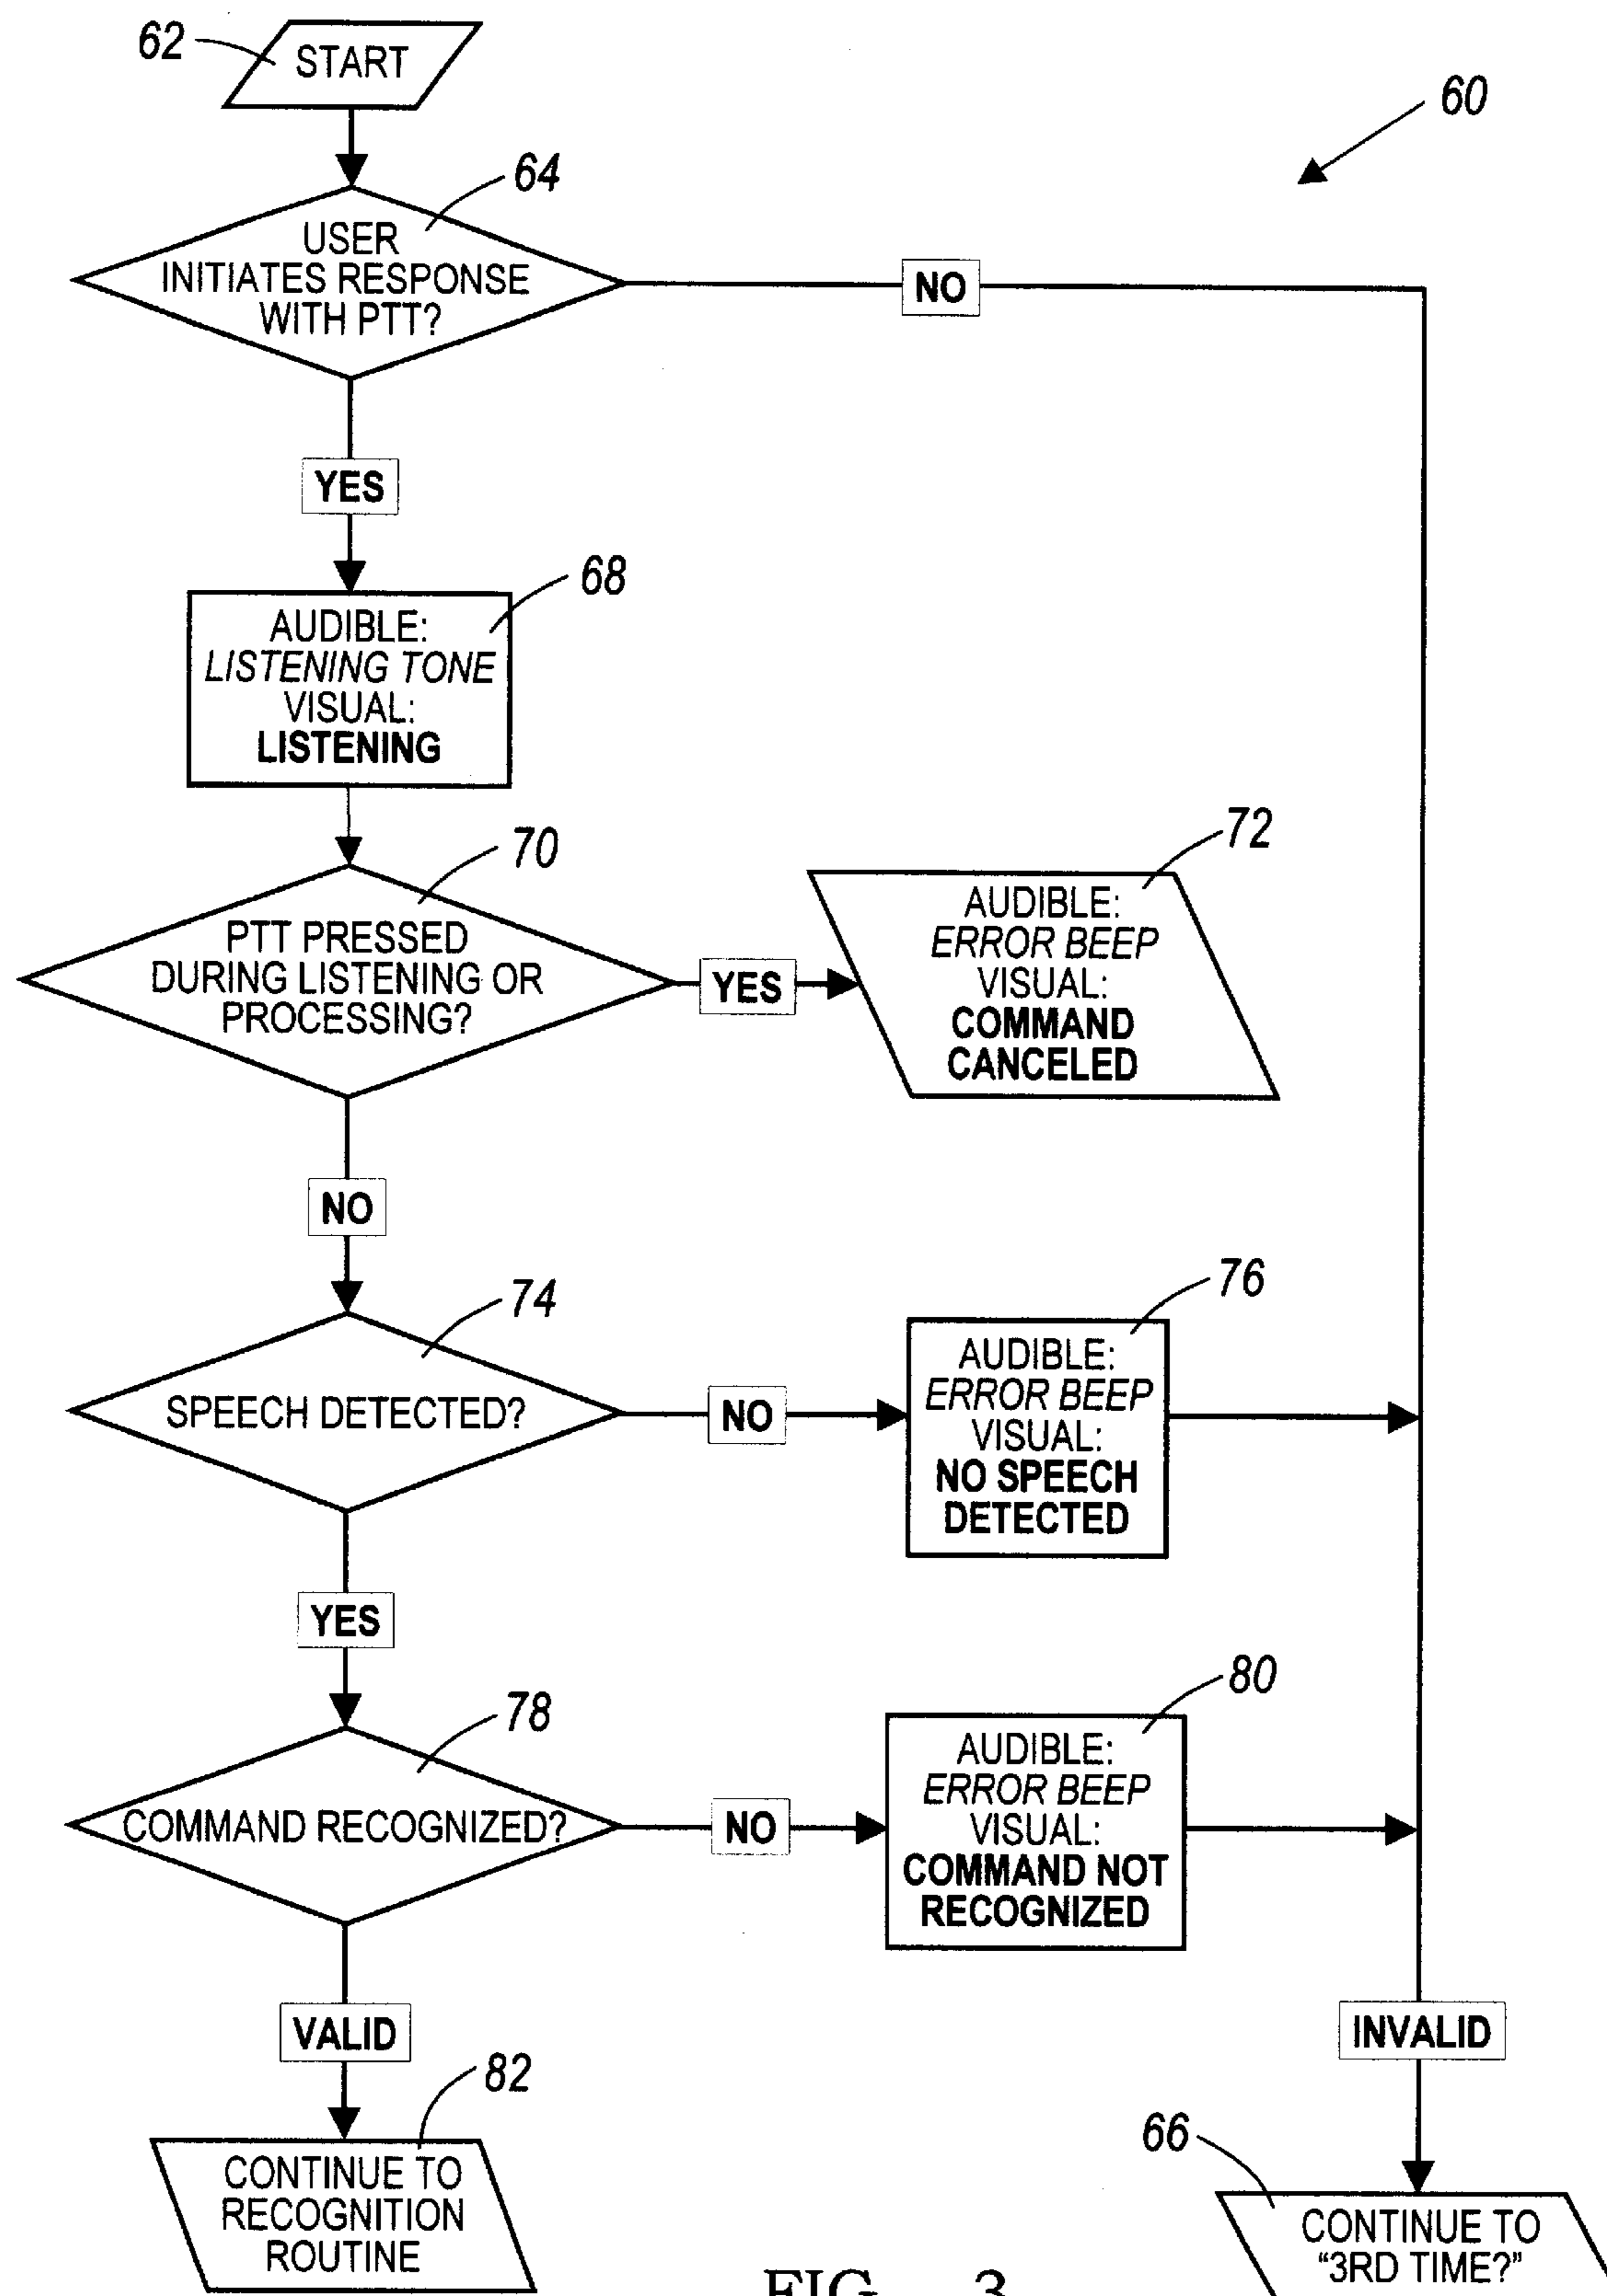 62
START
60
64
USER
INITIATES RESPONSE
WITH PTT?
NO
YES
68
AUDIBLE:
LISTENING TONE
VISUAL:
LISTENING
70
PTT PRESSED
DURING LISTENING OR
PROCESSING?
YES
72
AUDIBLE:
ERROR BEEP
VISUAL:
COMMAND
CANCELED
NO
74
SPEECH DETECTED?
NO
76
AUDIBLE:
ERROR BEEP
VISUAL:
NO SPEECH
DETECTED
YES
78
COMMAND RECOGNIZED?
NO
80
AUDIBLE:
ERROR BEEP
VISUAL:
COMMAND NOT
RECOGNIZED
VALID
INVALID
82
CONTINUE TO
RECOGNITION
ROUTINE
66
CONTINUE TO
“3RD TIME?”
FIG. 3